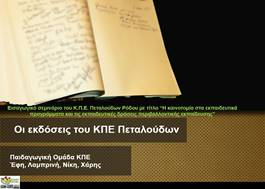 Εισαγωγικό σεμινάριο του Κ.Π.Ε. Πεταλούδων Ρόδου με τίτλο "Η καινοτομία στα εκπαιδευτικά
προγράμματα και τις εκπαιδευτικές δράσεις περιβαλλοντικής εκπαίδευσης"
Οι εκδόσεις του ΚΠΕ Πεταλούδων
Παιδαγωγική Ομάδα ΚΠΕ
Έφη, Λαμπρινή, Νίκη, Χάρης